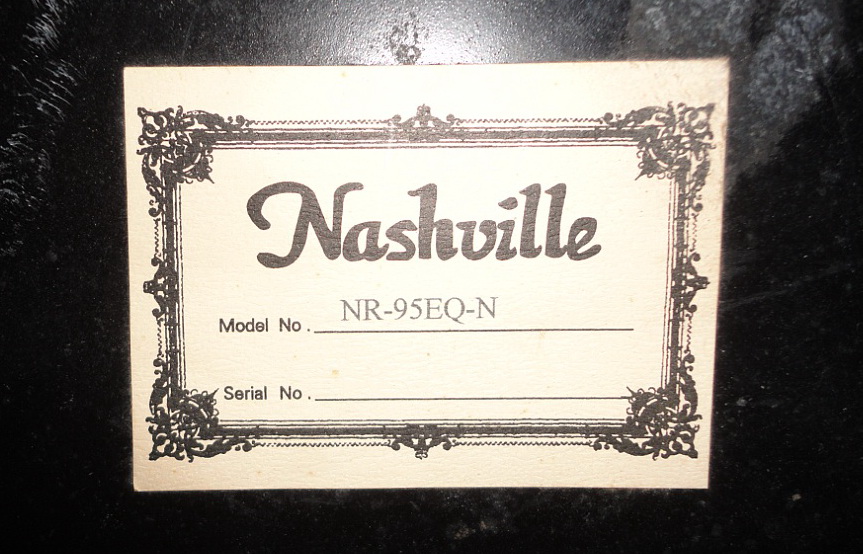 Nashville
Model No. NR-95EQ-N
Serial No.